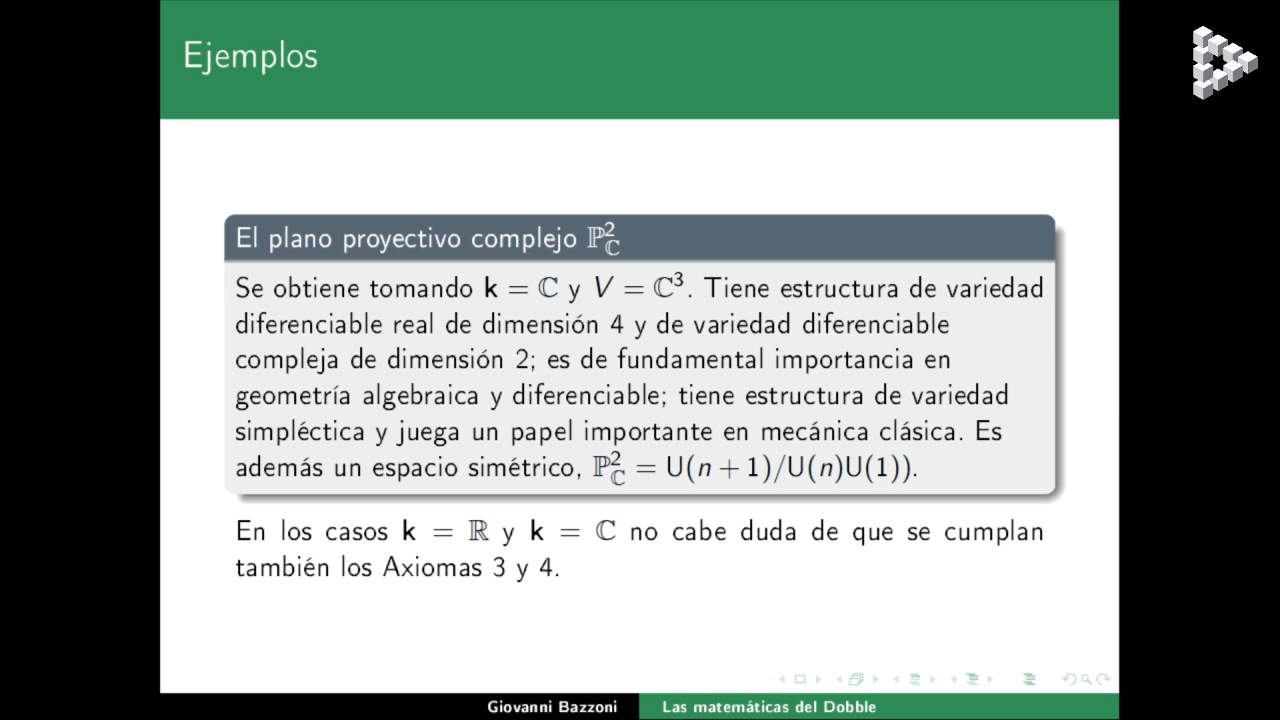 Ejemplos
El plano proyectivo complejo ℙ²_ℂ
Se obtiene tomando k = ℂ y V = ℂ³. Tiene estructura de variedad
diferenciable real de dimensión 4 y de variedad diferenciable
compleja de dimensión 2; es de fundamental importancia en
geometría algebraica y diferenciable; tiene estructura de variedad
simpléctica y juega un papel importante en mecánica clásica. Es
además un espacio simétrico, ℙ²_ℂ = U(n + 1)/U(n)U(1)).
En los casos k = ℝ y k = ℂ no cabe duda de que se cumplan
también los Axiomas 3 y 4.
Giovanni Bazzoni
Las matemáticas del Dobble